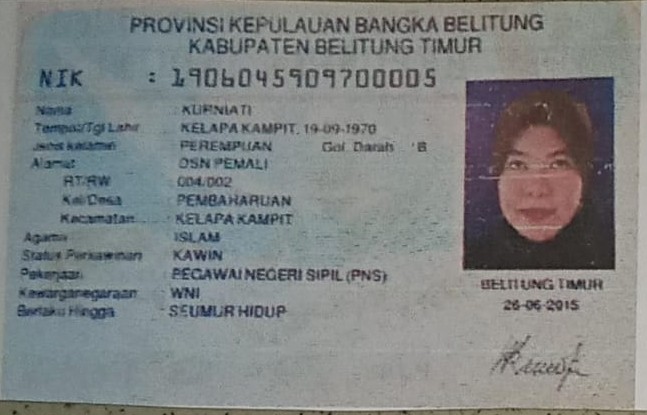 PROVINSI KEPULAUAN BANGKA BELITUNG
KABUPATEN BELITUNG TIMUR
NIK : 1906045909700005
Nama : KURNIATI
Tempat/Tgl Lahir : KELAPA KAMPIT, 19-09-1970
Jenis kelamin : PEREMPUAN Gol. Darah : B
Alamat : DSN PEMALI
RT/RW : 004/002
Kel/Desa : PEMBAHARUAN
Kecamatan : KELAPA KAMPIT
Agama : ISLAM
Status Perkawinan : KAWIN
Pekerjaan : PEGAWAI NEGERI SIPIL (PNS)
Kewarganegaraan : WNI
Berlaku Hingga : SEUMUR HIDUP
BELITUNG TIMUR
26-06-2015